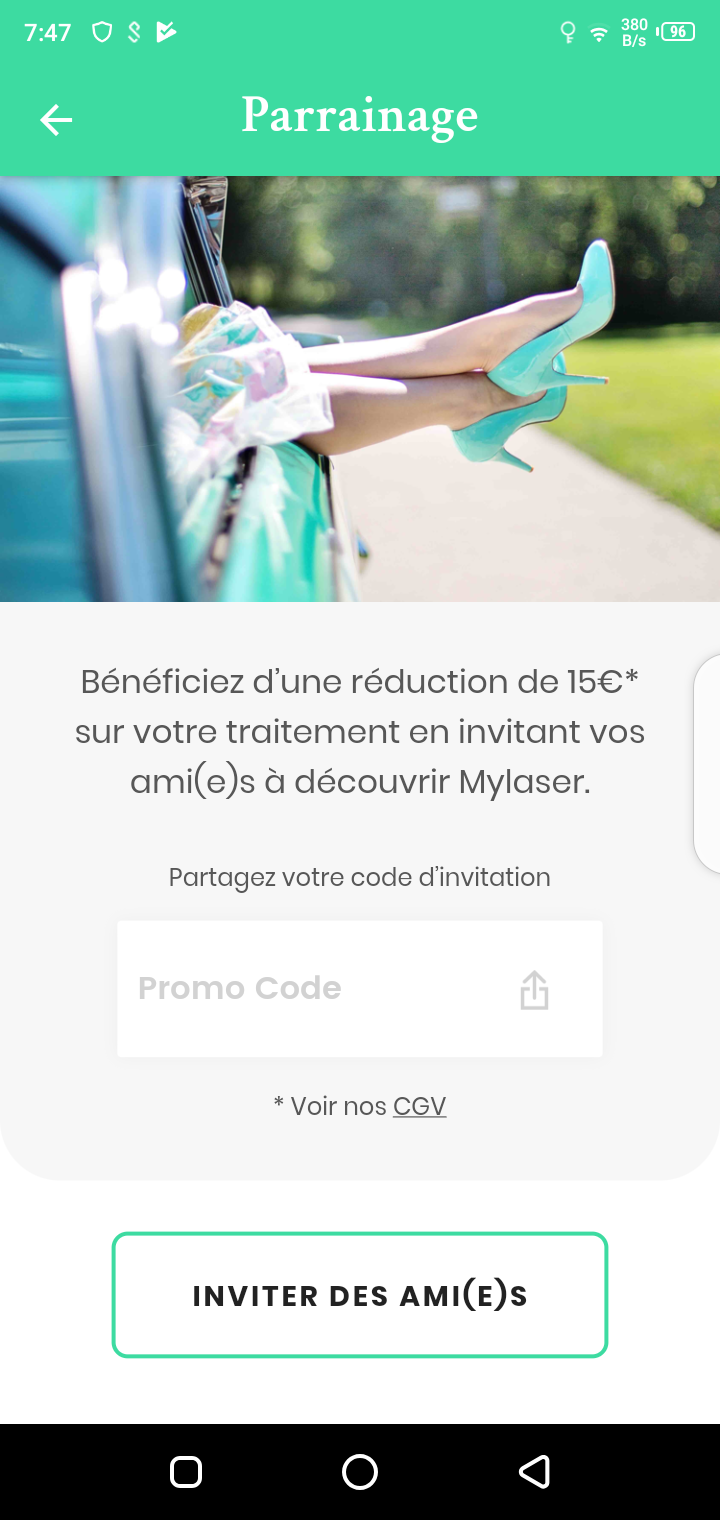 7:47
380
B/s
96
Parrainage
Bénéficiez d’une réduction de 15€*
sur votre traitement en invitant vos
ami(e)s à découvrir Mylaser.
Partagez votre code d’invitation
Promo Code
* Voir nos CGV
INVITER DES AMI(E)S